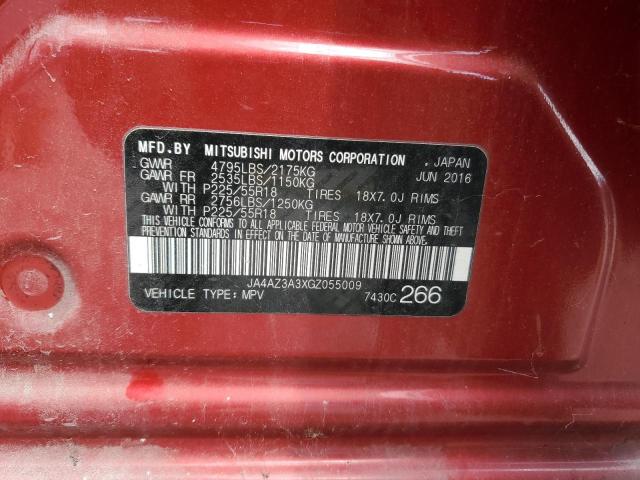 MFD.BY MITSUBISHI MOTORS CORPORATION . JAPAN
GVWR 4795LBS/2175KG JUN 2016
GAWR FR 2535LBS/1150KG
WITH P225/55R18 TIRES 18X7.0J RIMS
GAWR RR 2756LBS/1250KG
WITH P225/55R18 TIRES 18X7.0J RIMS
THIS VEHICLE CONFORMS TO ALL APPLICABLE FEDERAL MOTOR VEHICLE SAFETY, BUMPER AND THEFT
PREVENTION STANDARDS IN EFFECT ON THE DATE OF MANUFACTURE SHOWN ABOVE.
JA4AZ3A3XGZ055009
VEHICLE TYPE:MPV 7430C 266